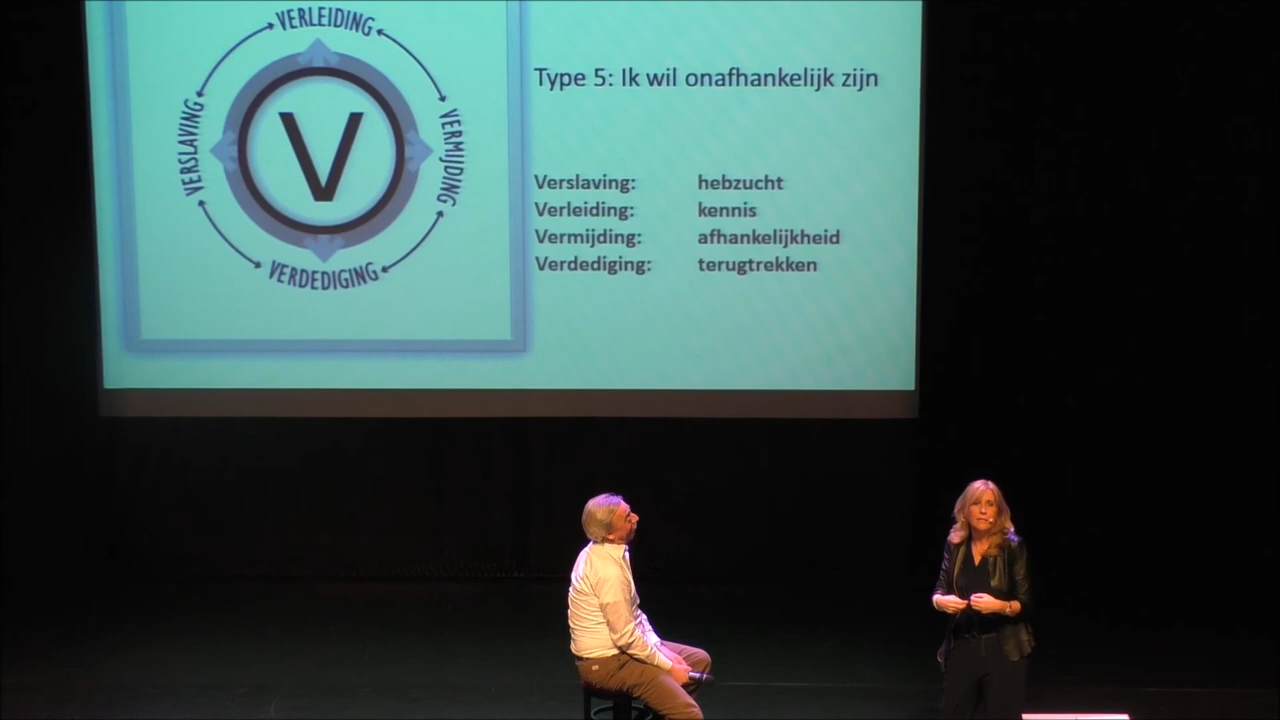 VERLEIDING
VERSLAVING
VERMIJDING
V
VERDEDIGING
Type 5: Ik wil onafhankelijk zijn
Verslaving: hebzucht
Verleiding: kennis
Vermijding: afhankelijkheid
Verdediging: terugtrekken